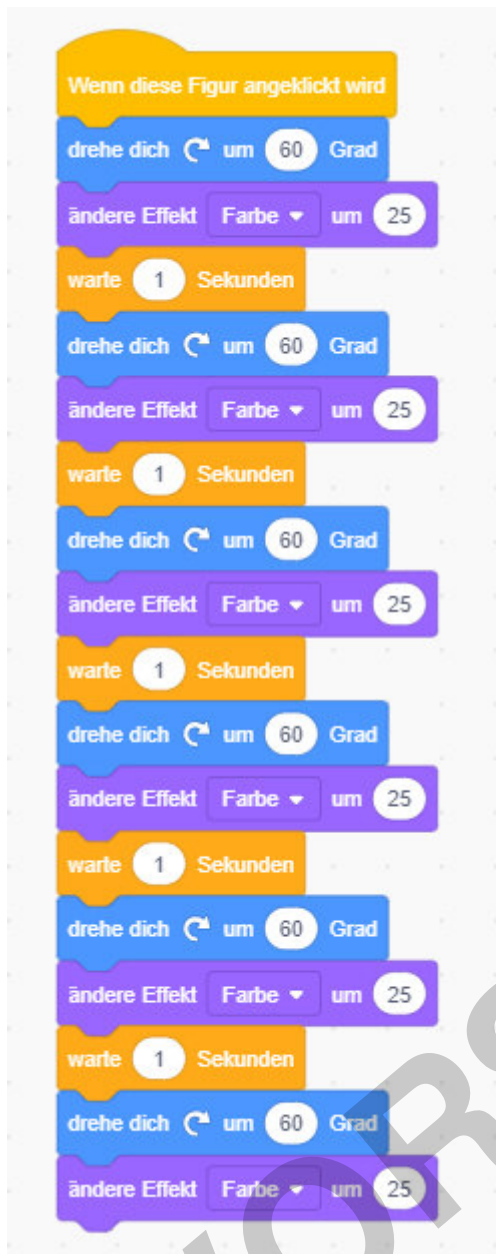 Wenn diese Figur angeklickt wird
drehe dich um 60 Grad
ändere Effekt Farbe um 25
warte 1 Sekunden
drehe dich um 60 Grad
ändere Effekt Farbe um 25
warte 1 Sekunden
drehe dich um 60 Grad
ändere Effekt Farbe um 25
warte 1 Sekunden
drehe dich um 60 Grad
ändere Effekt Farbe um 25
warte 1 Sekunden
drehe dich um 60 Grad
ändere Effekt Farbe um 25
warte 1 Sekunden
drehe dich um 60 Grad
ändere Effekt Farbe um 25